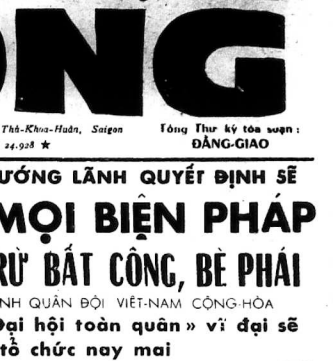 ONG
Thủ-Khoa-Huân, Saigon
Tổng Thư ký tòa soạn :
24.928 ★
ĐẰNG-GIAO
ƯỚNG LÃNH QUYẾT ĐỊNH SẼ
MỌI BIỆN PHÁP
RỪ BẤT CÔNG, BÈ PHÁI
NH QUÂN ĐỘI VIỆT-NAM CỘNG-HÒA
Đại hội toàn quân» vĩ đại sẽ
tổ chức nay mai